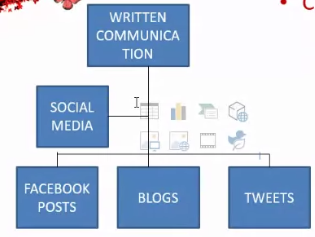 WRITTEN
COMMUNICA
TION
SOCIAL
MEDIA
FACEBOOK
POSTS
BLOGS
TWEETS